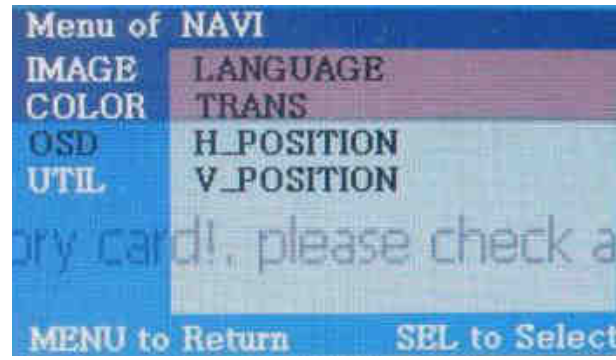 Menu of NAVI
IMAGE LANGUAGE
COLOR TRANS
OSD H_POSITION
UTIL V_POSITION
ory card!, please check a
MENU to Return SEL to Select